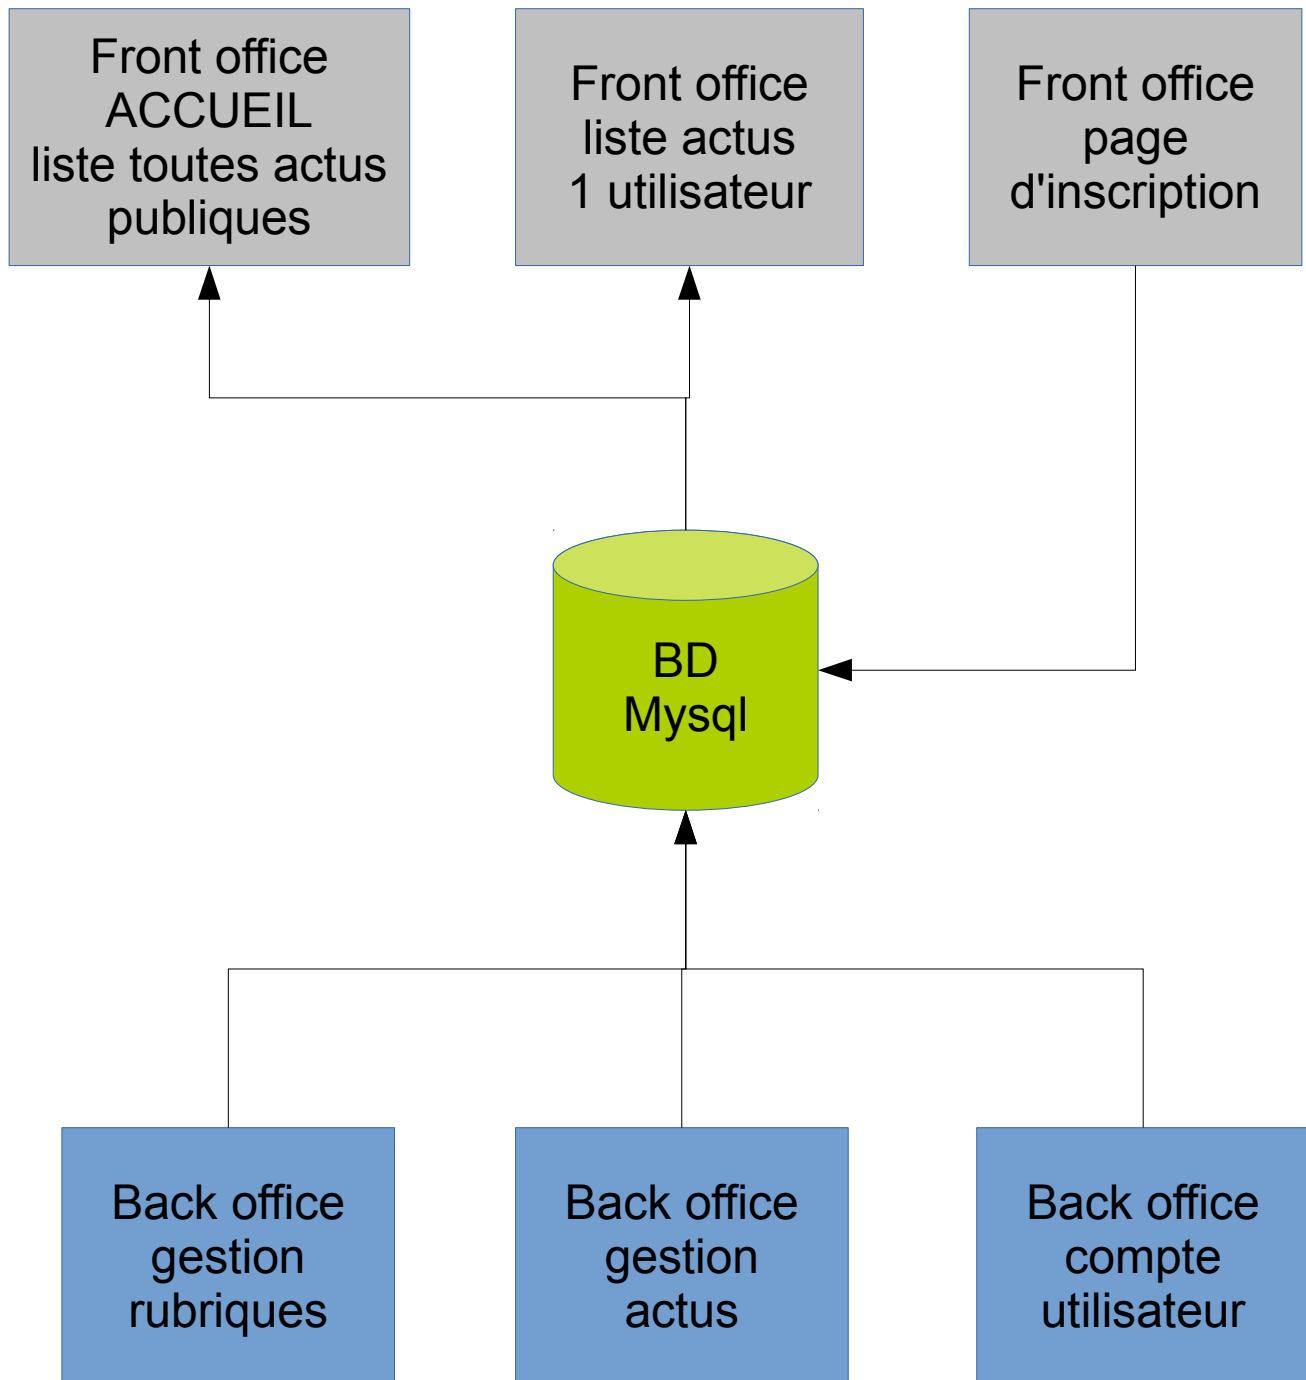 Front office
ACCUEIL
liste toutes actus
publiques
Front office
liste actus
1 utilisateur
Front office
page
d'inscription
BD
Mysql
Back office
gestion
rubriques
Back office
gestion
actus
Back office
compte
utilisateur